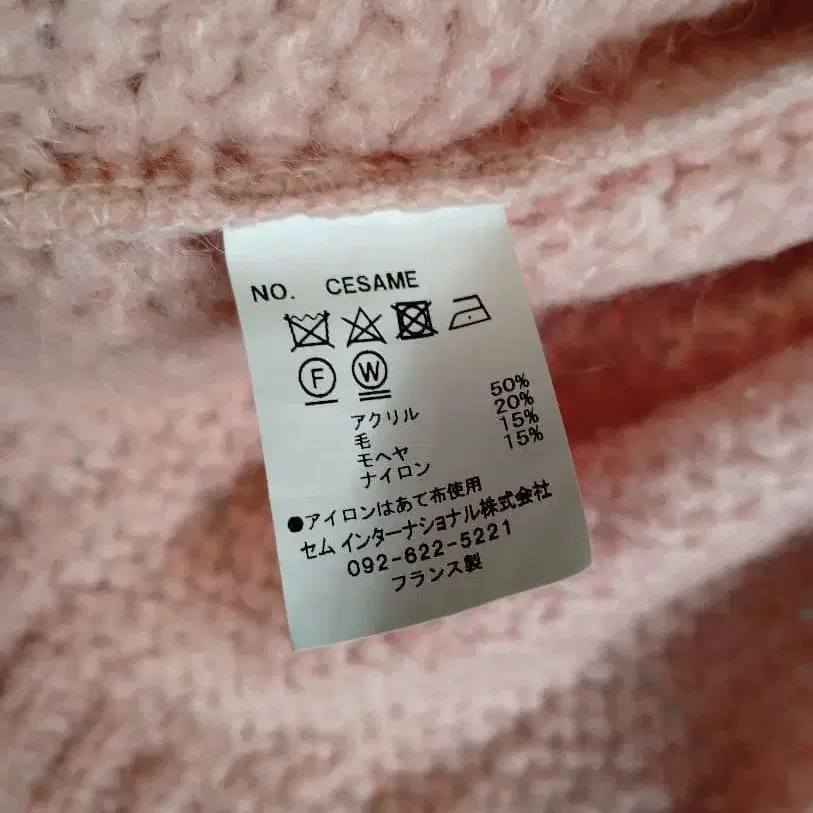 NO. CESAME
F W
アクリル 50%
毛 20%
モヘヤ 15%
ナイロン 15%
●アイロンはあて布使用
セム インターナショナル株式会社
092-622-5221
フランス製